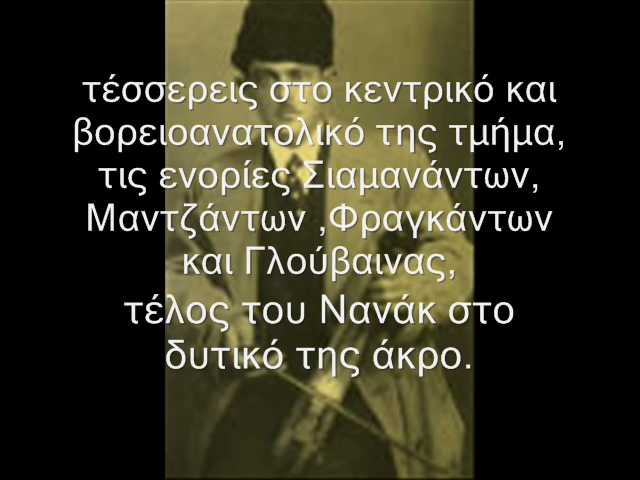 τέσσερεις στο κεντρικό και
βορειοανατολικό της τμήμα,
τις ενορίες Σιαμανάντων,
Μαντζάντων ,Φραγκάντων
και Γλούβαινας,
τέλος του Νανάκ στο
δυτικό της άκρο.